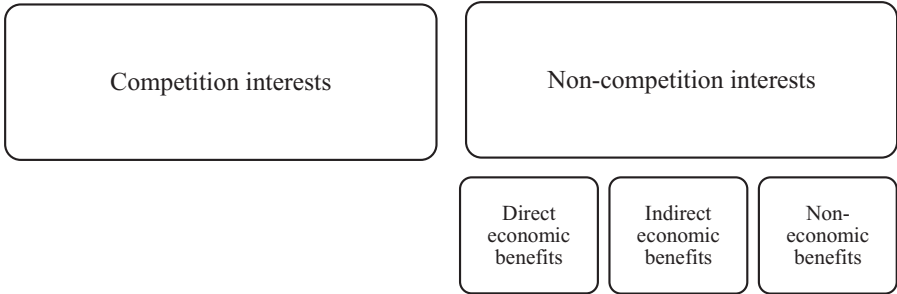 Competition interests
Non-competition interests
Direct
economic
benefits
Indirect
economic
benefits
Non-
economic
benefits